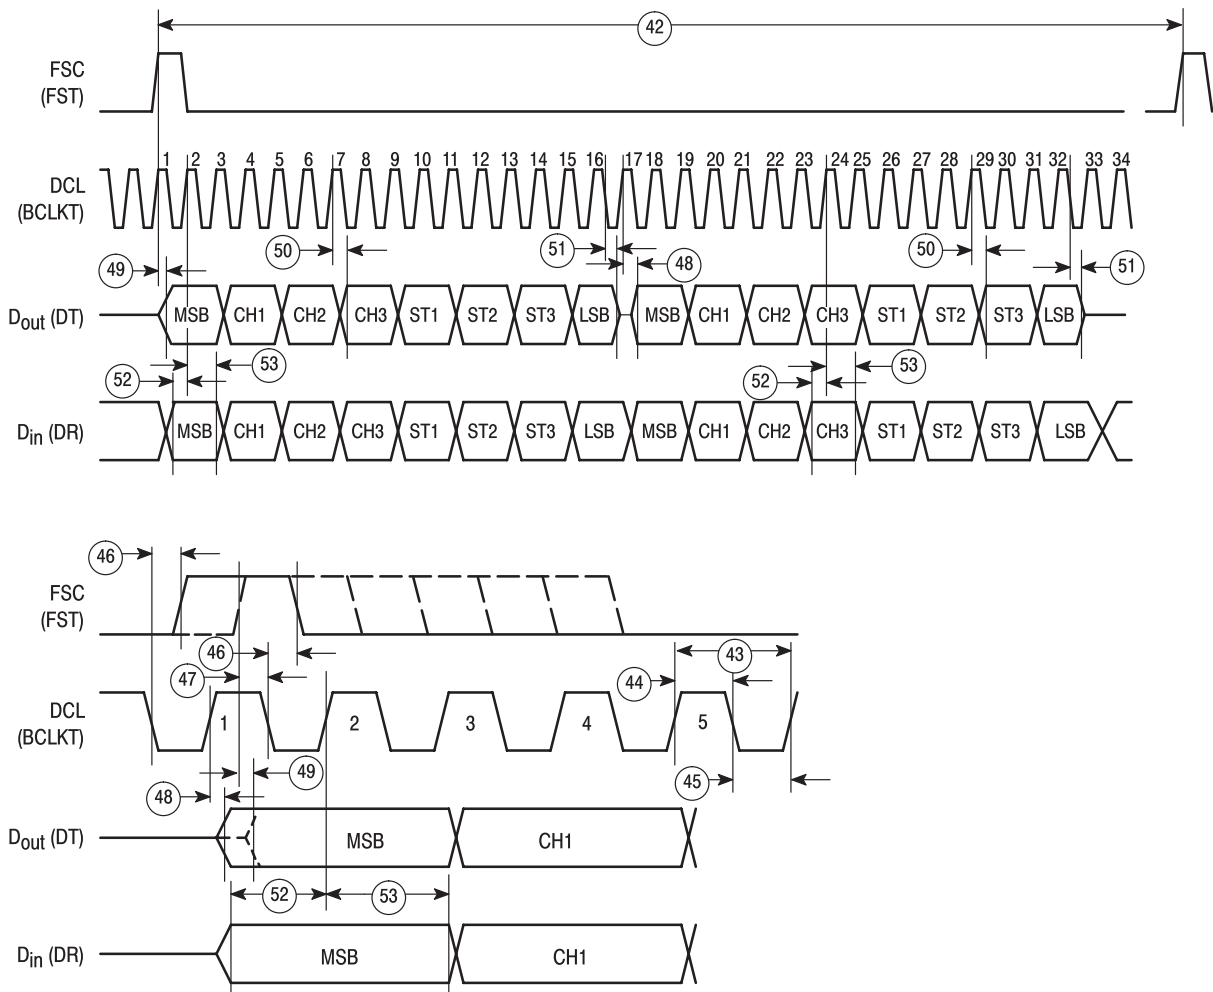 42
FSC
(FST)
1 2 3 4 5 6 7 8 9 10 11 12 13 14 15 16 17 18 19 20 21 22 23 24 25 26 27 28 29 30 31 32 33 34
DCL
(BCLKT)
50 51 50
49 48 51
Dout (DT) MSB CH1 CH2 CH3 ST1 ST2 ST3 LSB MSB CH1 CH2 CH3 ST1 ST2 ST3 LSB
53 53
52 52
Din (DR) MSB CH1 CH2 CH3 ST1 ST2 ST3 LSB MSB CH1 CH2 CH3 ST1 ST2 ST3 LSB
46
FSC
(FST)
46 43
47 44
DCL
(BCLKT)
1 2 3 4 5
49
48 45
Dout (DT) MSB CH1
52 53
Din (DR) MSB CH1